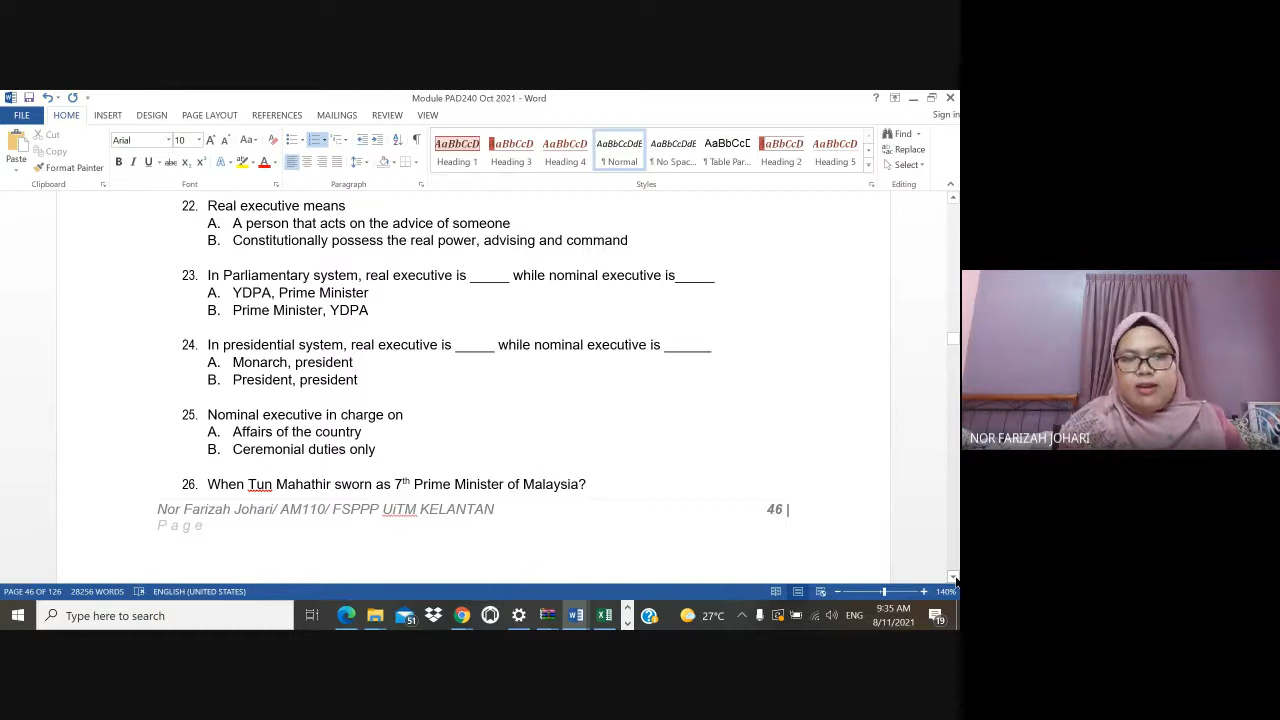 Module PAD240 Oct 2021 - Word
FILE HOME INSERT DESIGN PAGE LAYOUT REFERENCES MAILINGS REVIEW VIEW Sign in
Paste
Cut
Copy
Format Painter
Clipboard
Arial 10
Font
Paragraph
AaBbCcD AaBbCcD AaBbCcD AaBbCcDdE AaBbCcDdE AaBbCcI AaBbCcD AaBbCcD
Heading 1 Heading 3 Heading 4 ¶ Normal ¶ No Spac... ¶ Table Par... Heading 2 Heading 5
Styles
Find
Replace
Select
Editing
22. Real executive means
A. A person that acts on the advice of someone
B. Constitutionally possess the real power, advising and command
23. In Parliamentary system, real executive is _____ while nominal executive is_____
A. YDPA, Prime Minister
B. Prime Minister, YDPA
24. In presidential system, real executive is _____ while nominal executive is ______
A. Monarch, president
B. President, president
25. Nominal executive in charge on
A. Affairs of the country
B. Ceremonial duties only
26. When Tun Mahathir sworn as 7th Prime Minister of Malaysia?
Nor Farizah Johari/ AM110/ FSPPP UiTM KELANTAN 46 |
Page
PAGE 46 OF 126 28256 WORDS ENGLISH (UNITED STATES) 140%
Type here to search
51
27°C
ENG
9:35 AM
8/11/2021
19
NOR FARIZAH JOHARI